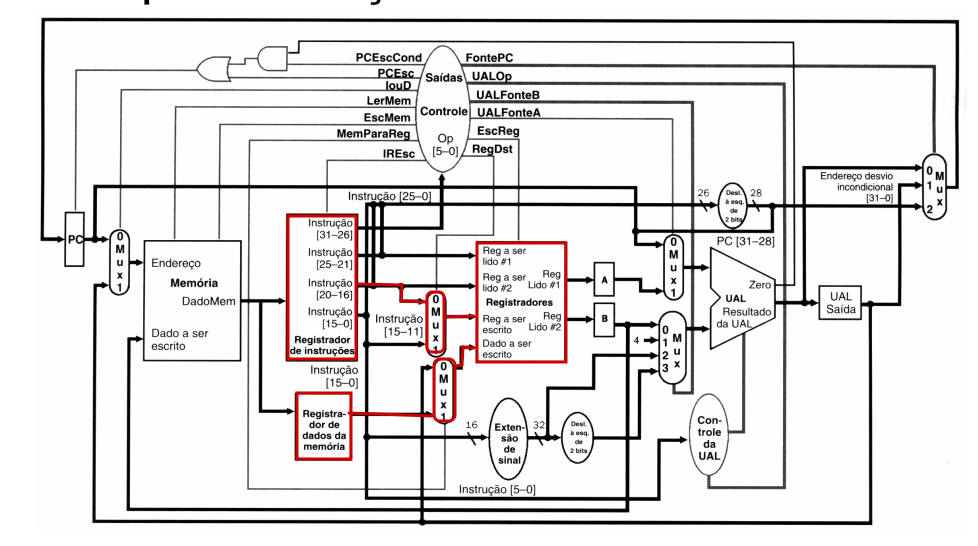 PCEscCond
PCEsc
IouD
LerMem
EscMem
MemParaReg
IREsc
Saídas
Controle
Op
[5–0]
FontePC
UALOp
UALFonteB
UALFonteA
EscReg
RegDst
Instrução [25–0]
26
Desl.
à esq.
de
2 bits
28
Endereço desvio
incondicional
[31–0]
0
1
2
M
u
x
PC
0
M
u
x
1
Endereço
Memória
DadoMem
Dado a ser
escrito
Instrução
[31–26]
Instrução
[25–21]
Instrução
[20–16]
Instrução
[15–0]
Registrador
de instruções
Instrução
[15–0]
Registra-
dor de
dados da
memória
Instrução
[15–11]
0
M
u
x
1
0
M
u
x
1
Reg a ser
lido #1
Reg a ser
lido #2
Registradores
Reg a ser
escrito
Dado a ser
escrito
Reg
Lido #1
Reg
Lido #2
A
B
4
0
M
u
x
1
0
1
2
3
M
u
x
PC [31–28]
Zero
UAL
Resultado
da UAL
UAL
Saída
16
Exten-
são
de
sinal
32
Desl.
à esq.
de
2 bits
Con-
trole
da
UAL
Instrução [5–0]